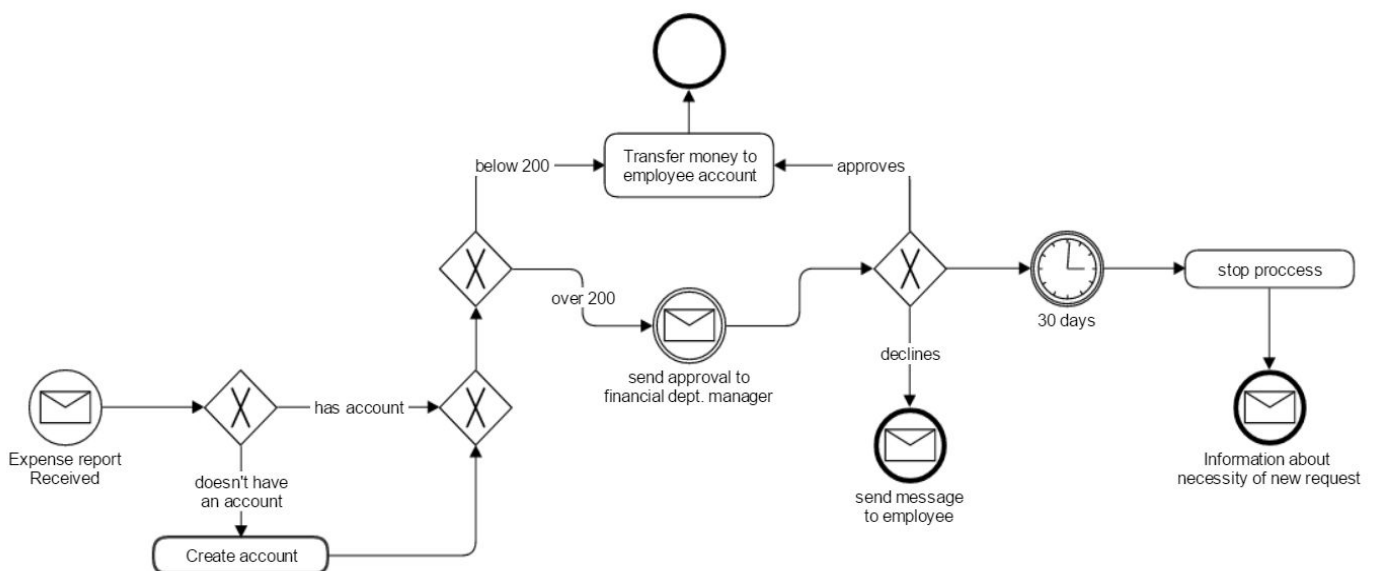 Transfer money to
employee account
below 200
approves
over 200
stop proccess
30 days
send approval to
financial dept. manager
declines
has account
Expense report
Received
doesn't have
an account
Create account
send message
to employee
Information about
necessity of new request